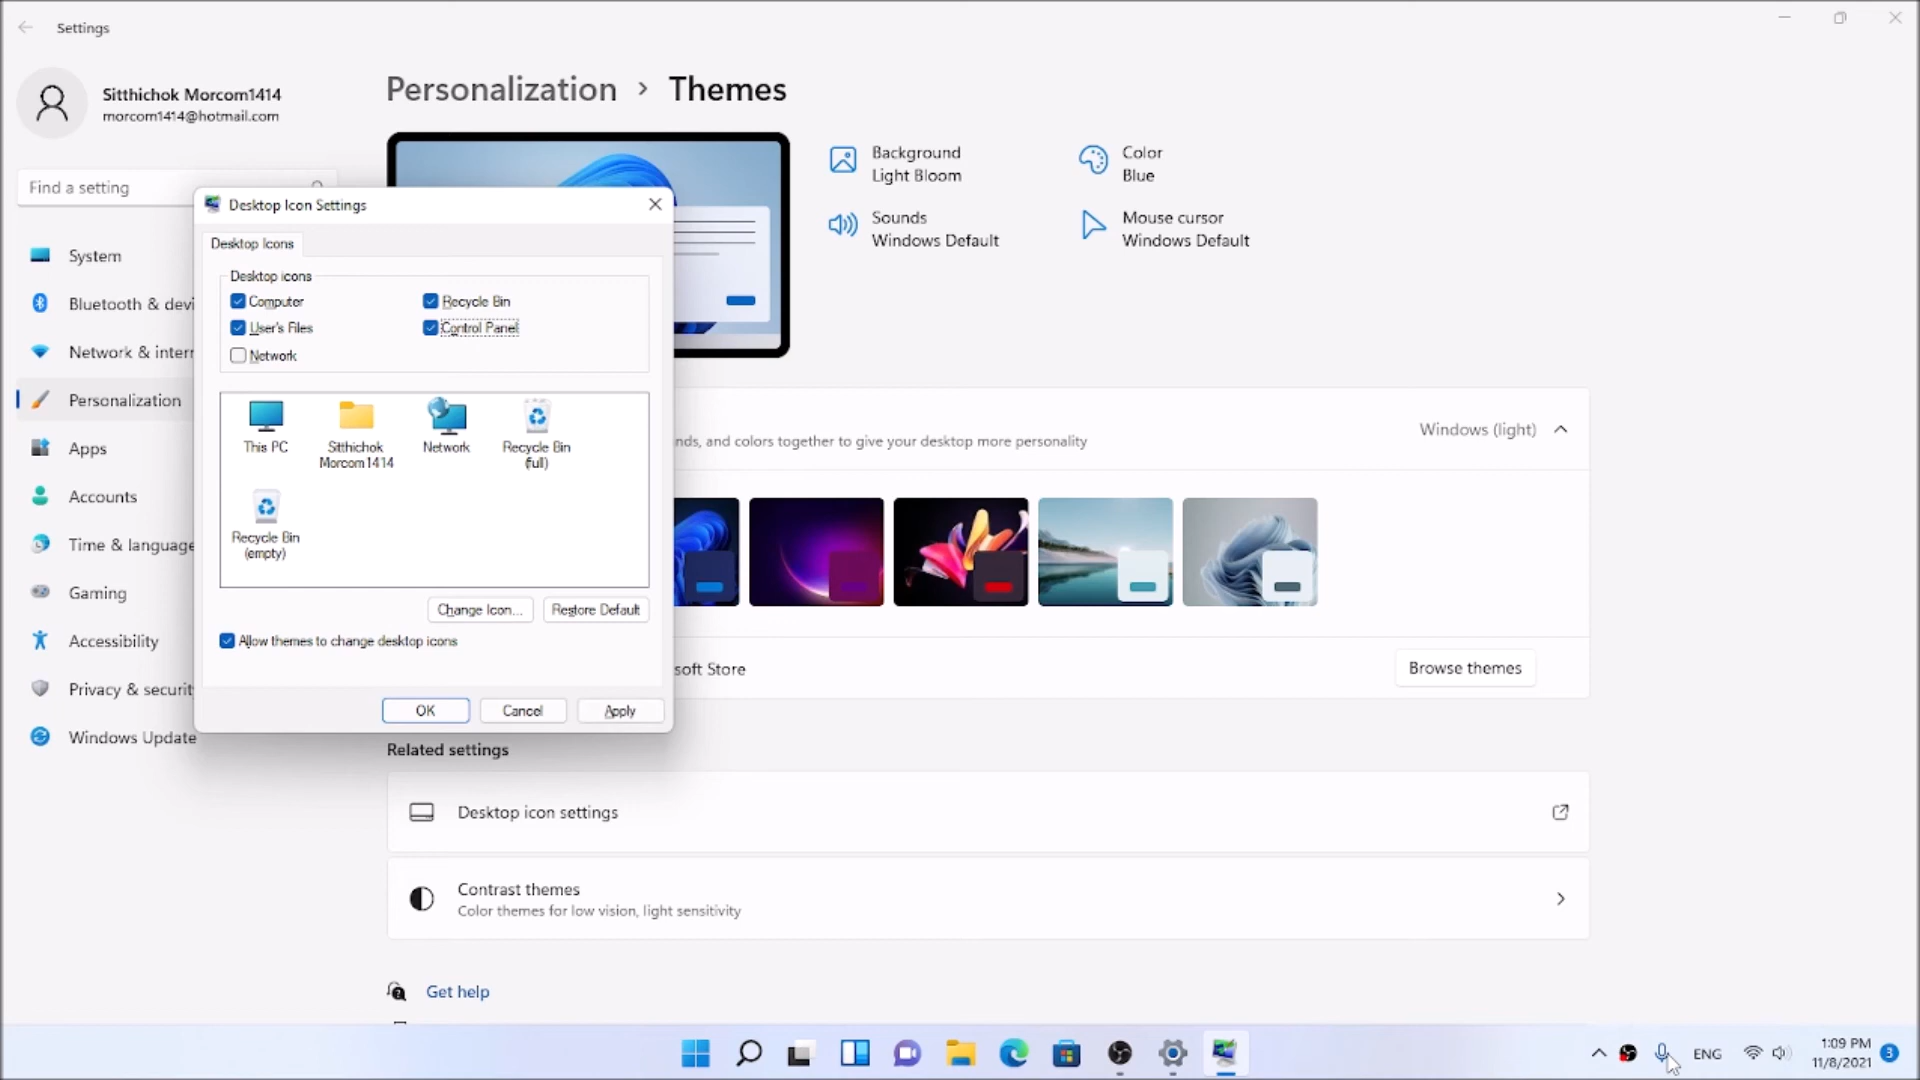 Settings
Sitthichok Morcom1414
morcom1414@hotmail.com
Find a setting
System
Bluetooth & devi
Network & intern
Personalization
Apps
Accounts
Time & language
Gaming
Accessibility
Privacy & securit
Windows Update
Personalization > Themes
Background
Light Bloom
Color
Blue
Sounds
Windows Default
Mouse cursor
Windows Default
Desktop Icon Settings
Desktop Icons
Desktop icons
Computer
Recycle Bin
User's Files
Control Panel
Network
This PC
Sitthichok
Morcom1414
Network
Recycle Bin
(full)
Recycle Bin
(empty)
Change Icon...
Restore Default
Allow themes to change desktop icons
OK
Cancel
Apply
nds, and colors together to give your desktop more personality
Windows (light)
soft Store
Browse themes
Related settings
Desktop icon settings
Contrast themes
Color themes for low vision, light sensitivity
Get help
ENG
1:09 PM
11/8/2021
3